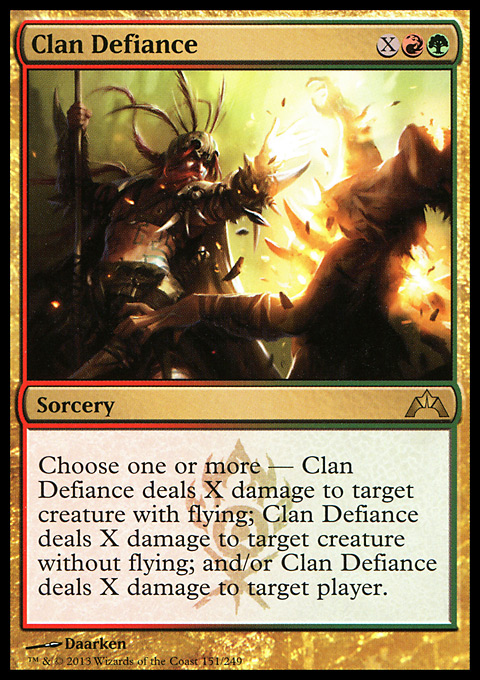 Clan Defiance X
Sorcery
Choose one or more — Clan
Defiance deals X damage to target
creature with flying; Clan Defiance
deals X damage to target creature
without flying; and/or Clan Defiance
deals X damage to target player.
Daarken
™ & © 2013 Wizards of the Coast 151/249